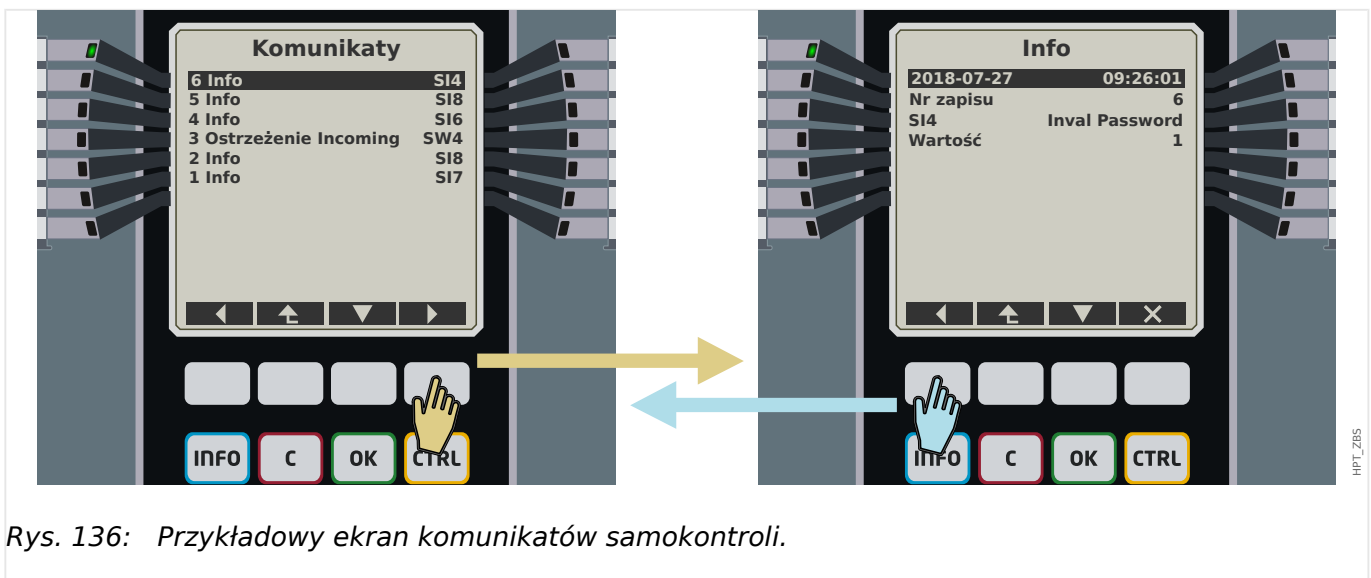 Komunikaty
6 Info SI4
5 Info SI8
4 Info SI6
3 Ostrzeżenie Incoming SW4
2 Info SI8
1 Info SI7
INFO C OK CTRL
Info
2018-07-27 09:26:01
Nr zapisu 6
SI4 Inval Password
Wartość 1
INFO C OK CTRL
HPT_ZBS
Rys. 136: Przykładowy ekran komunikatów samokontroli.